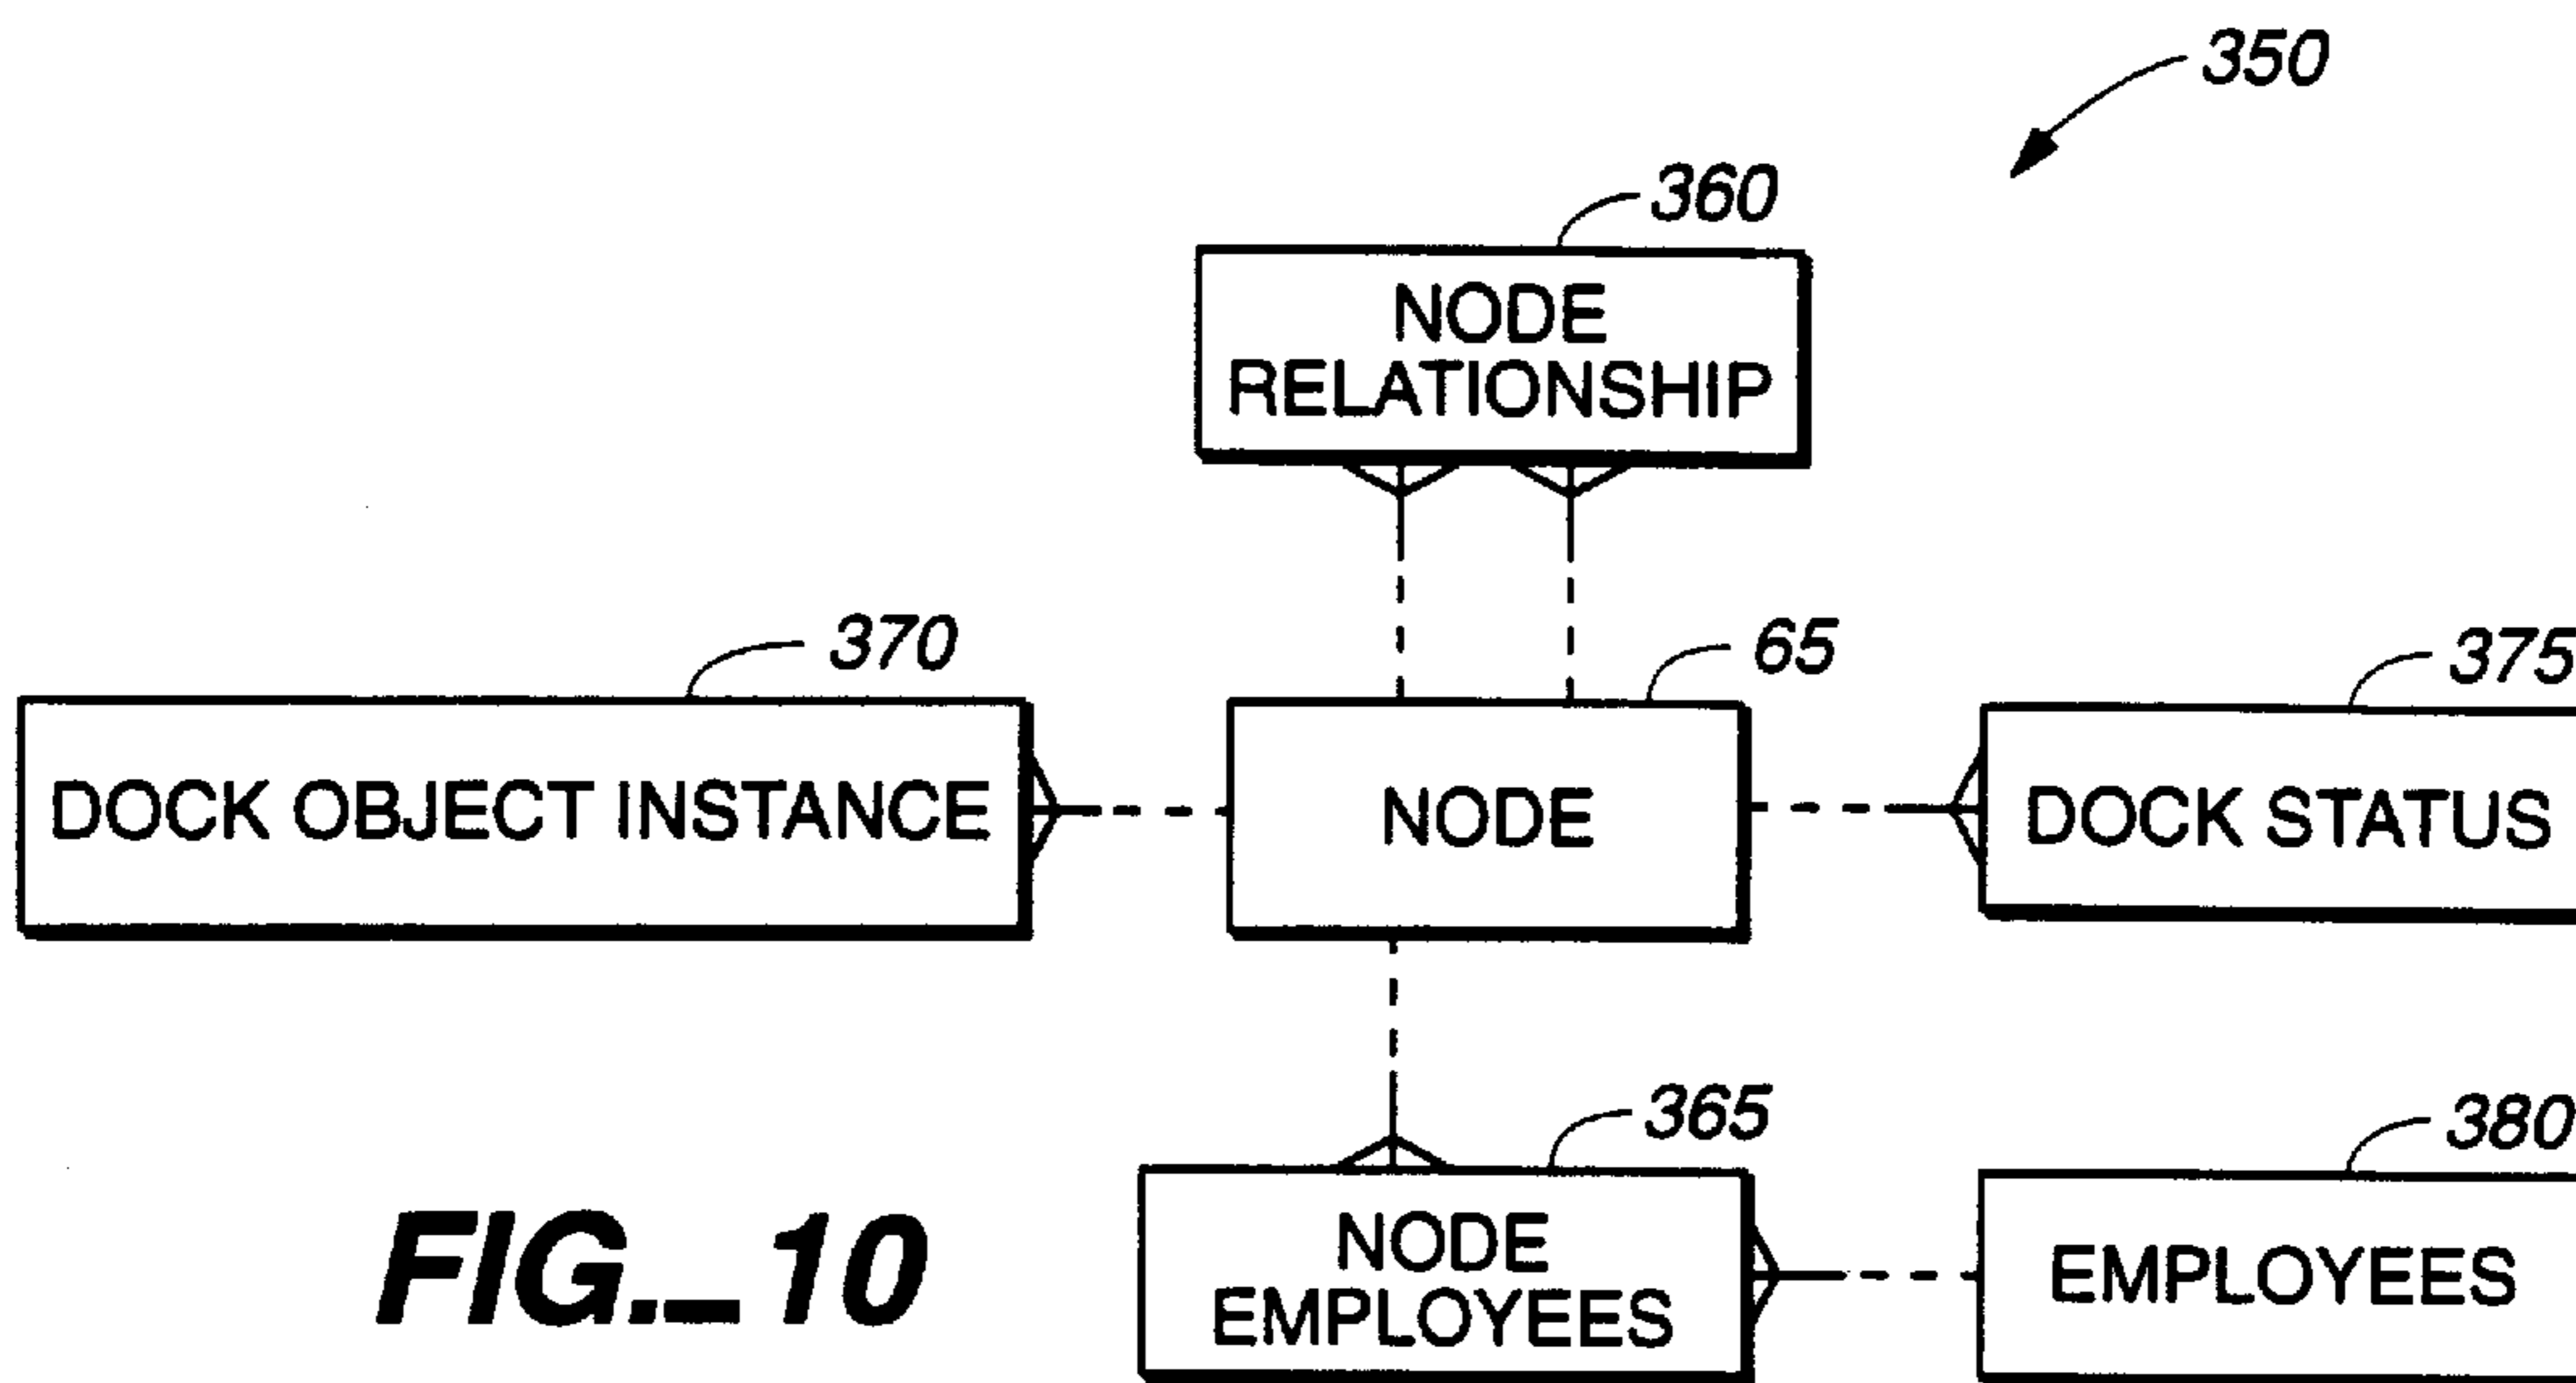 350
360
NODE
RELATIONSHIP
370
65
375
DOCK OBJECT INSTANCE
NODE
DOCK STATUS
365
380
NODE
EMPLOYEES
EMPLOYEES
FIG._10